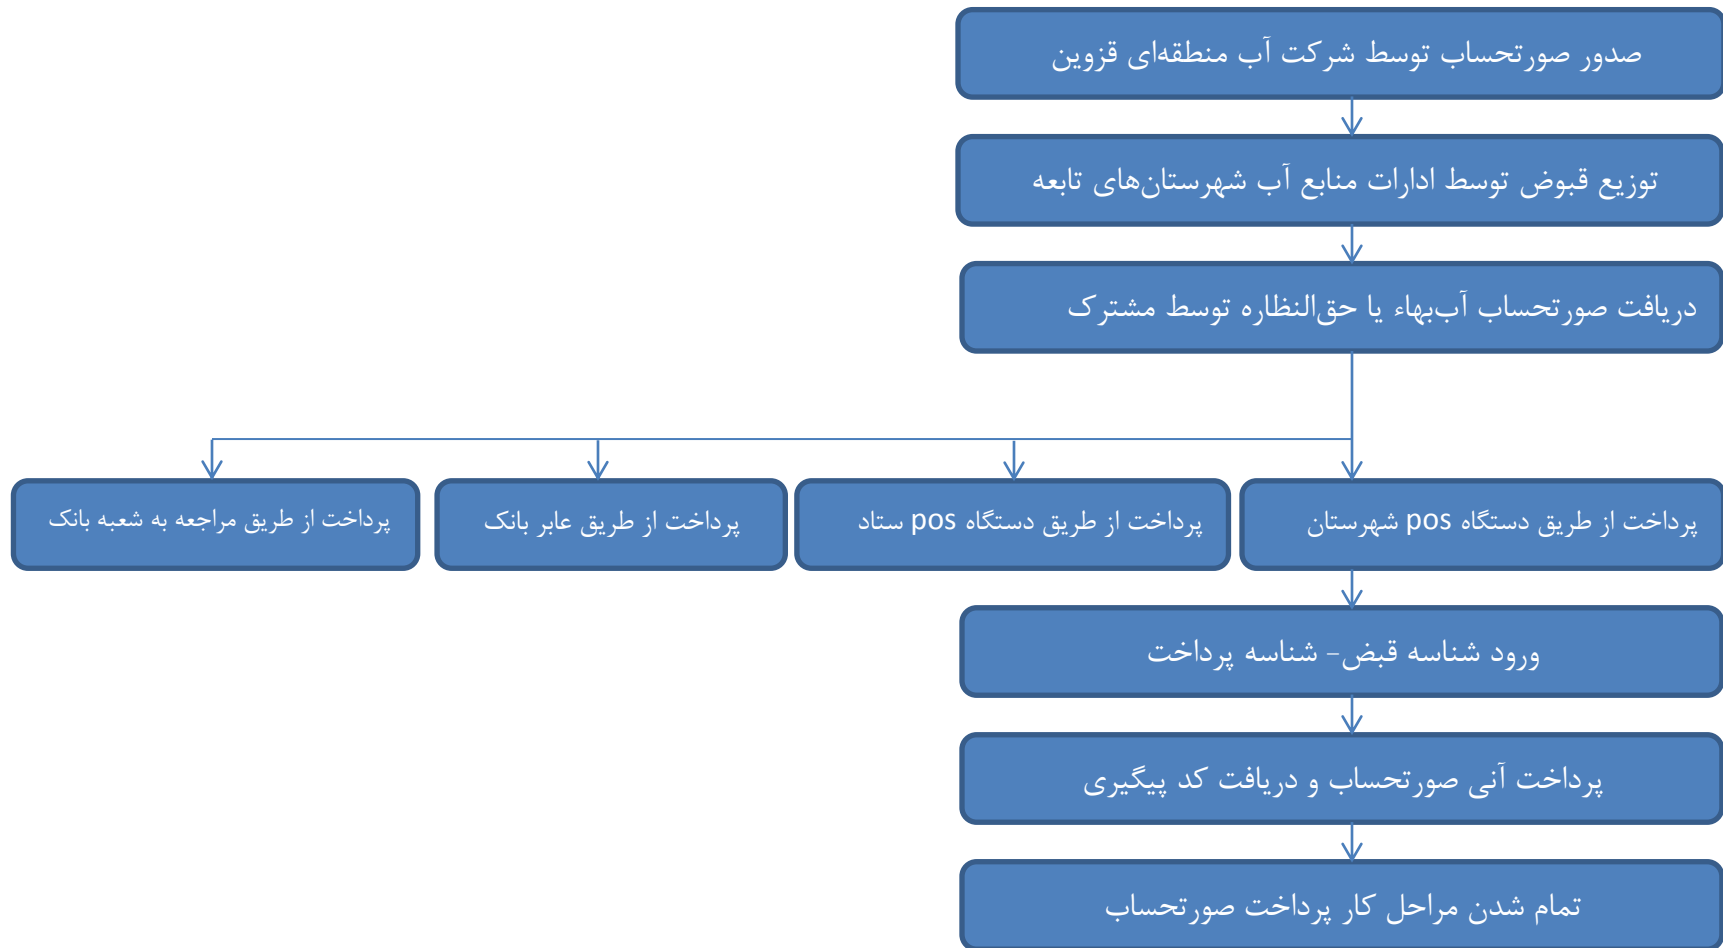 صدور صورتحساب توسط شرکت آب منطقه‌ای قزوین
توزیع قبوض توسط ادارات منابع آب شهرستان‌های تابعه
دریافت صورتحساب آب‌بهاء یا حق‌النظاره توسط مشترک
پرداخت از طریق دستگاه pos شهرستان
پرداخت از طریق دستگاه pos ستاد
پرداخت از طریق عابر بانک
پرداخت از طریق مراجعه به شعبه بانک
ورود شناسه قبض- شناسه پرداخت
پرداخت آنی صورتحساب و دریافت کد پیگیری
تمام شدن مراحل کار پرداخت صورتحساب